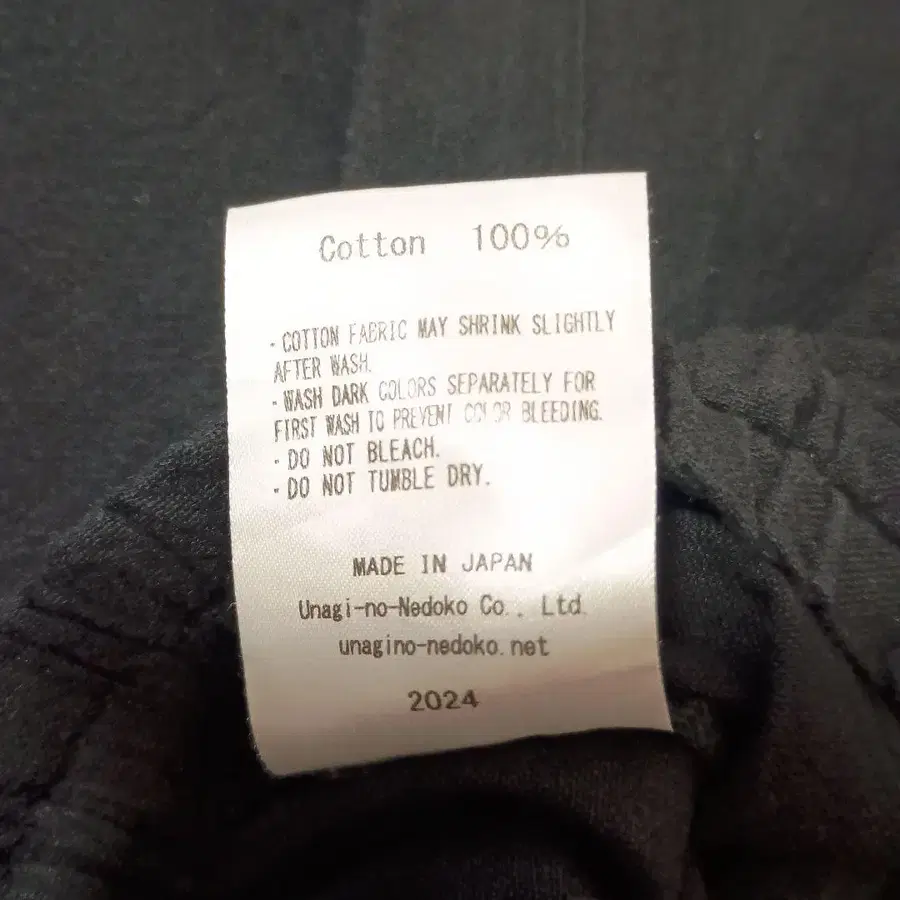 Cotton 100%
・COTTON FABRIC MAY SHRINK SLIGHTLY
AFTER WASH.
・WASH DARK COLORS SEPARATELY FOR
FIRST WASH TO PREVENT COLOR BLEEDING.
・DO NOT BLEACH.
・DO NOT TUMBLE DRY.
MADE IN JAPAN
Unagi-no-Nedoko Co., Ltd.
unagino-nedoko.net
2024